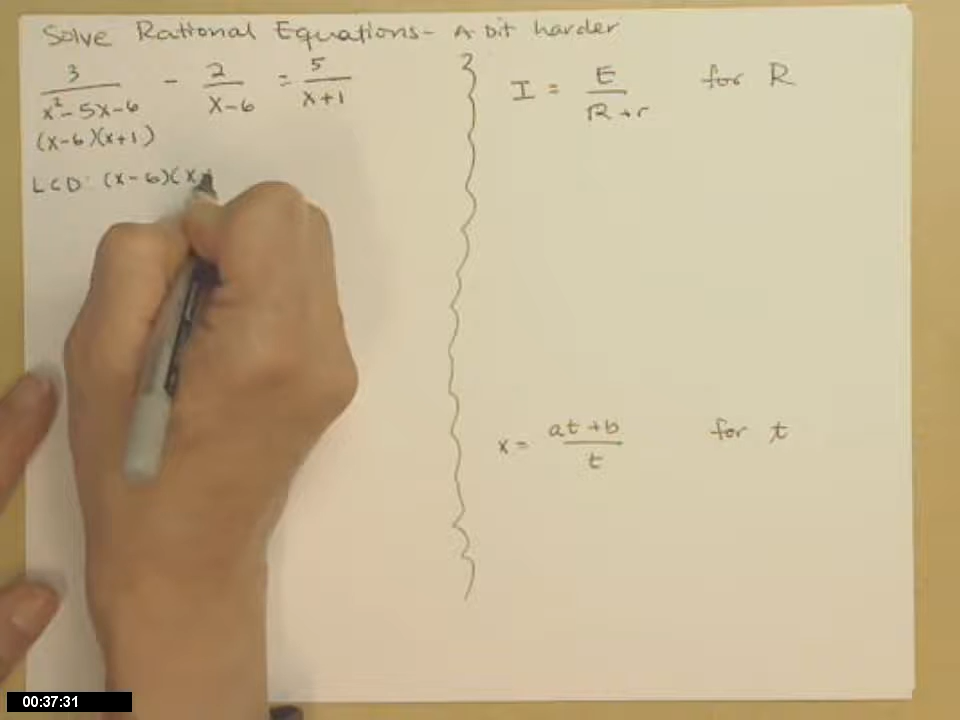 Solve Rational Equations - A bit harder
3/(x²-5x-6) - 2/(x-6) = 5/(x+1)
(x-6)(x+1)
LCD: (x-6)(x
I = E/(R+r) for R
x = (at+b)/t for t
00:37:31